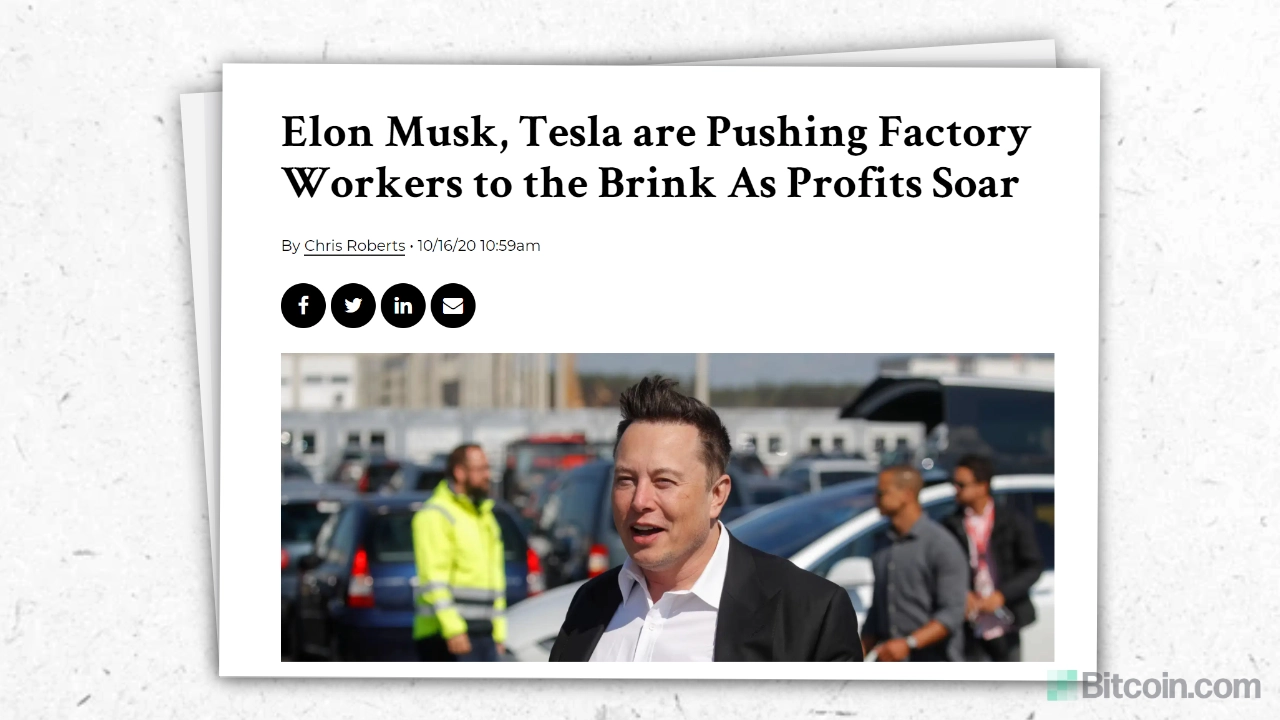 Elon Musk, Tesla are Pushing Factory
Workers to the Brink As Profits Soar
By Chris Roberts • 10/16/20 10:59am
f in
Bitcoin.com